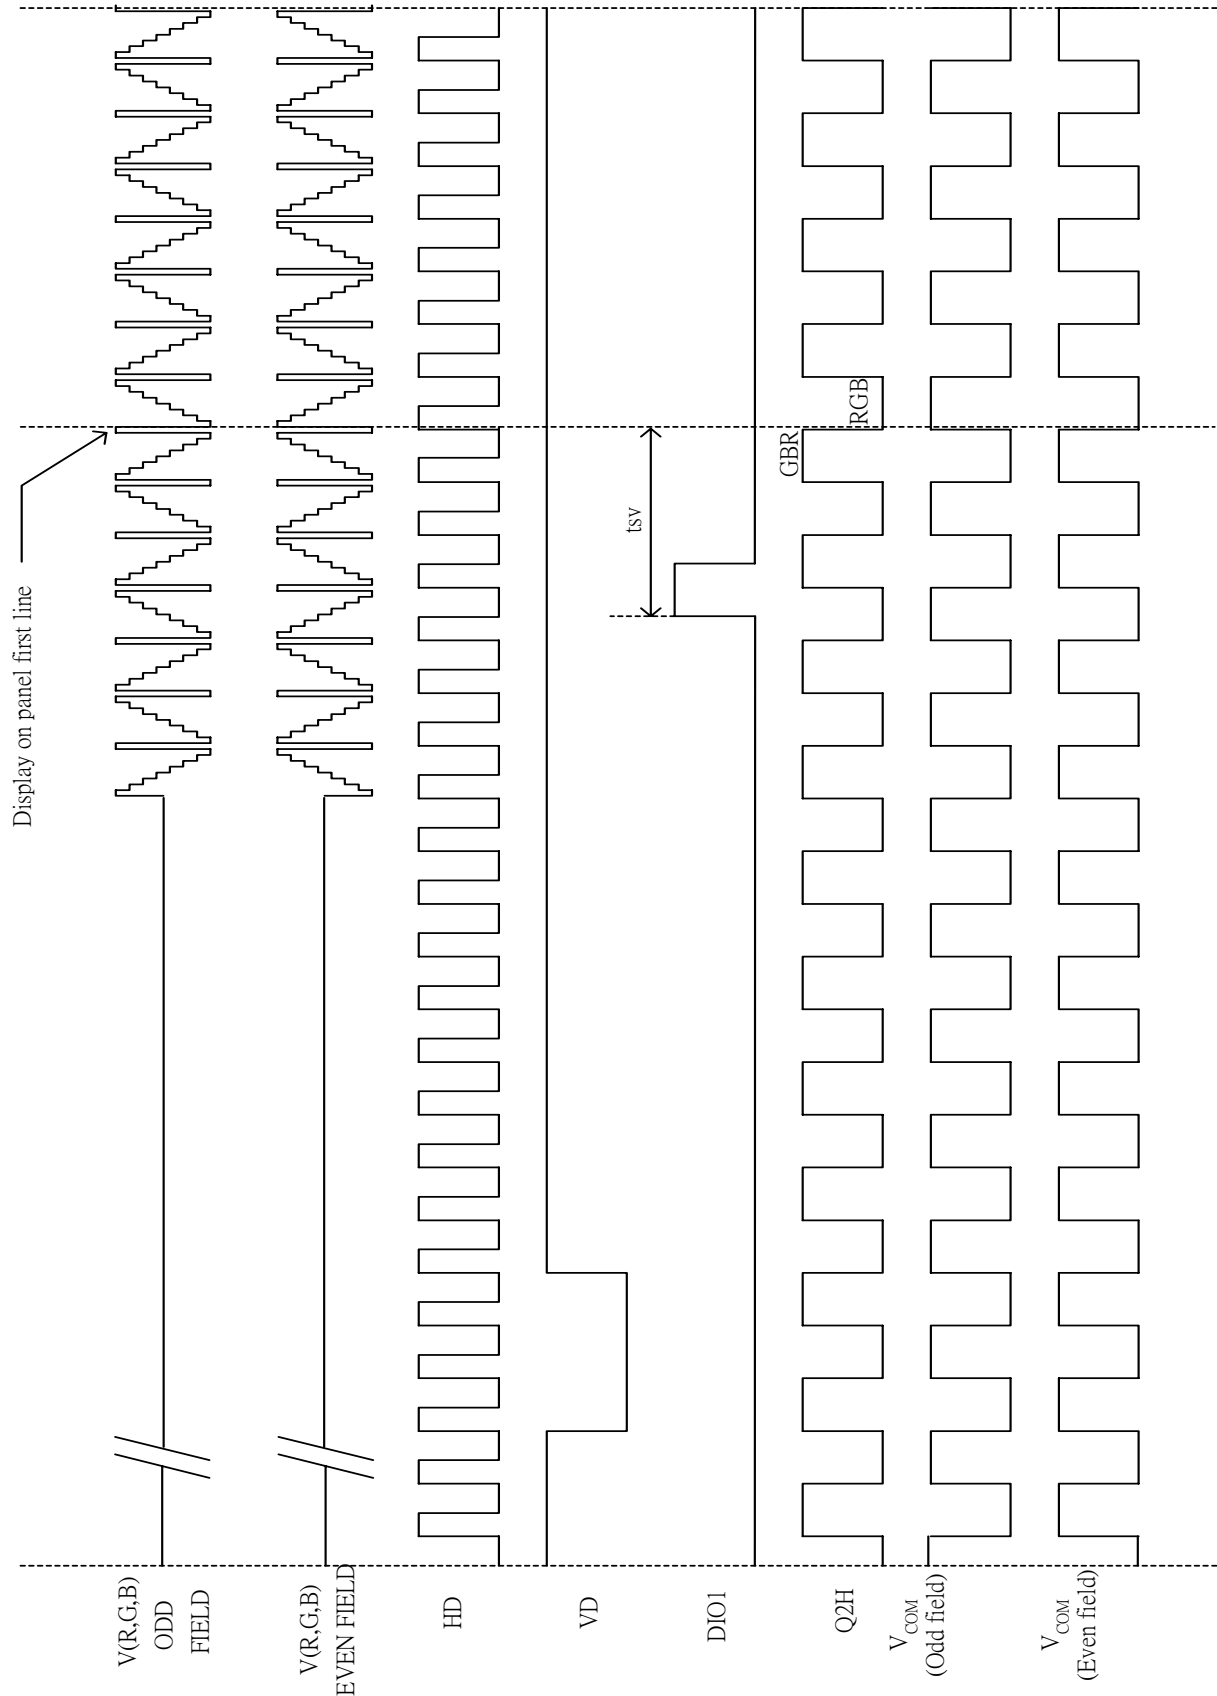 Display on panel first line
tsv
GBR
RGB
V(R,G,B)
ODD
FIELD
V(R,G,B)
EVEN FIELD
HD
VD
DIO1
Q2H
VCOM
(Odd field)
VCOM
(Even field)